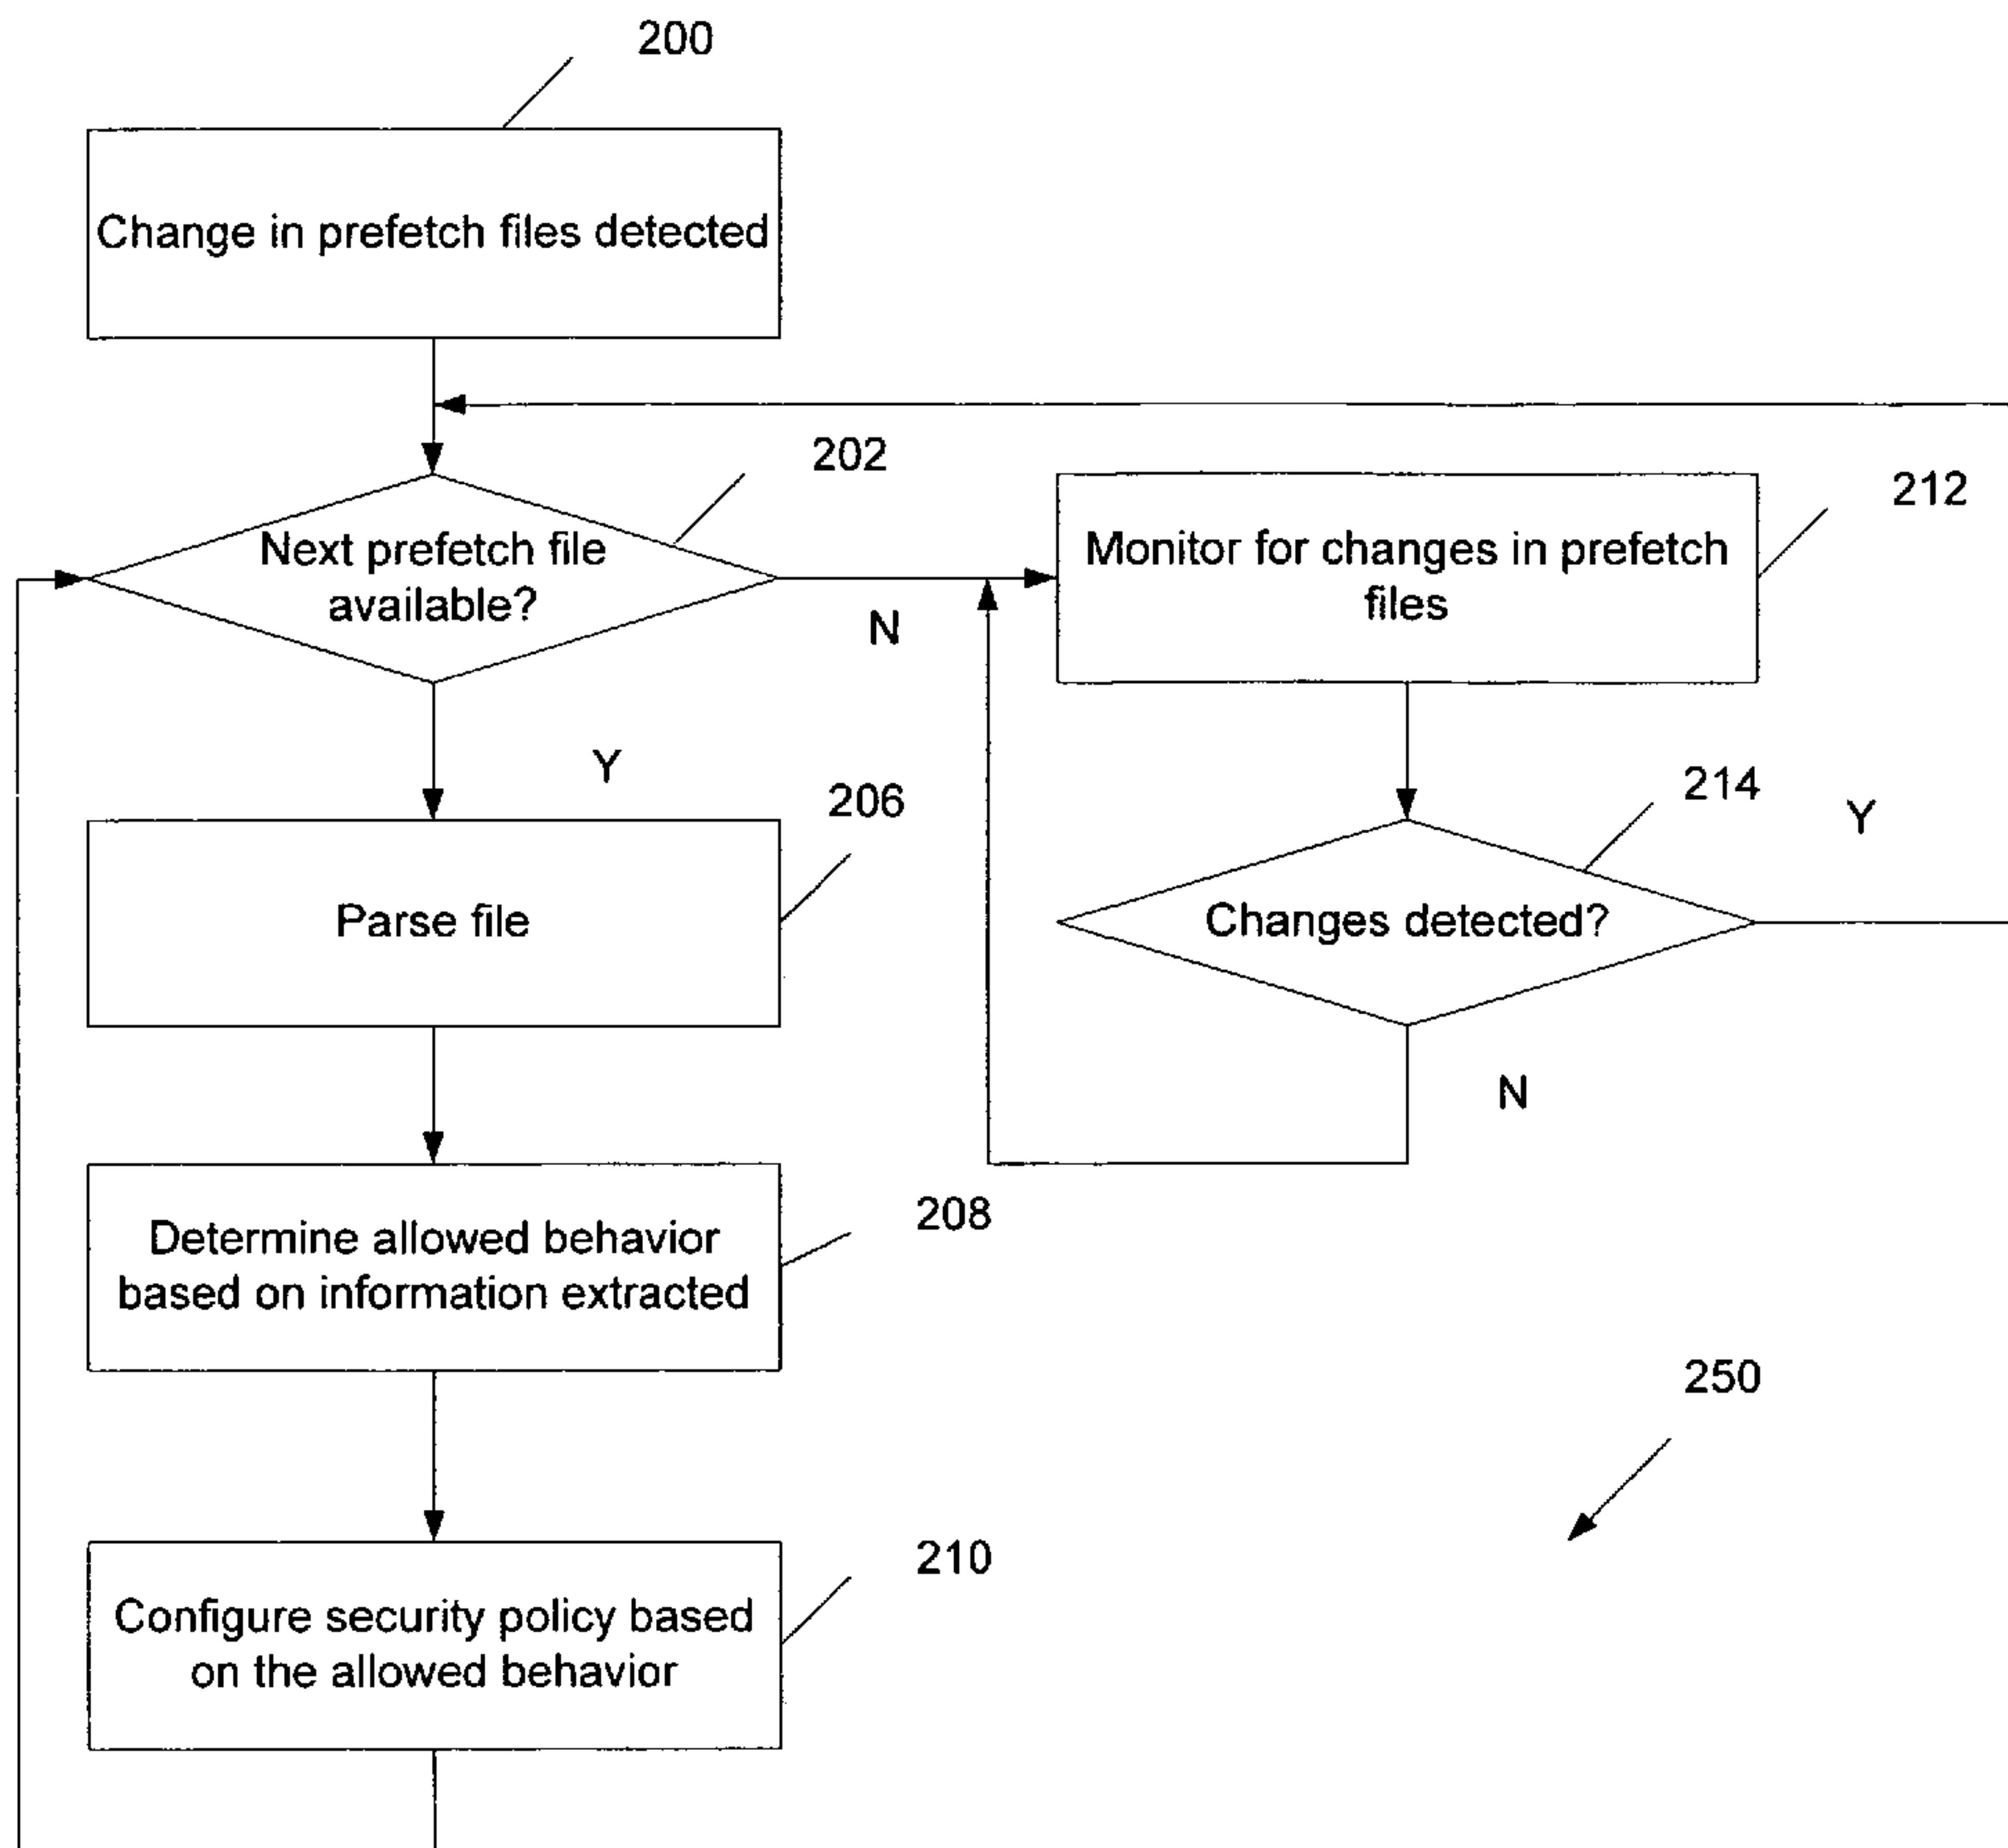 200
Change in prefetch files detected
202
Next prefetch file
available?
N
212
Monitor for changes in prefetch
files
Y
206
Parse file
214
Y
Changes detected?
N
208
Determine allowed behavior
based on information extracted
250
210
Configure security policy based
on the allowed behavior